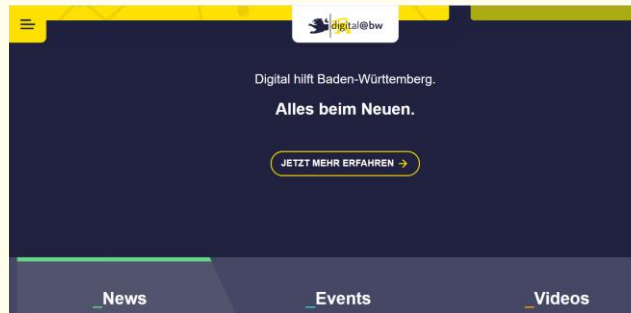 digital@bw
Digital hilft Baden-Württemberg.
Alles beim Neuen.
JETZT MEHR ERFAHREN →
_News
_Events
_Videos